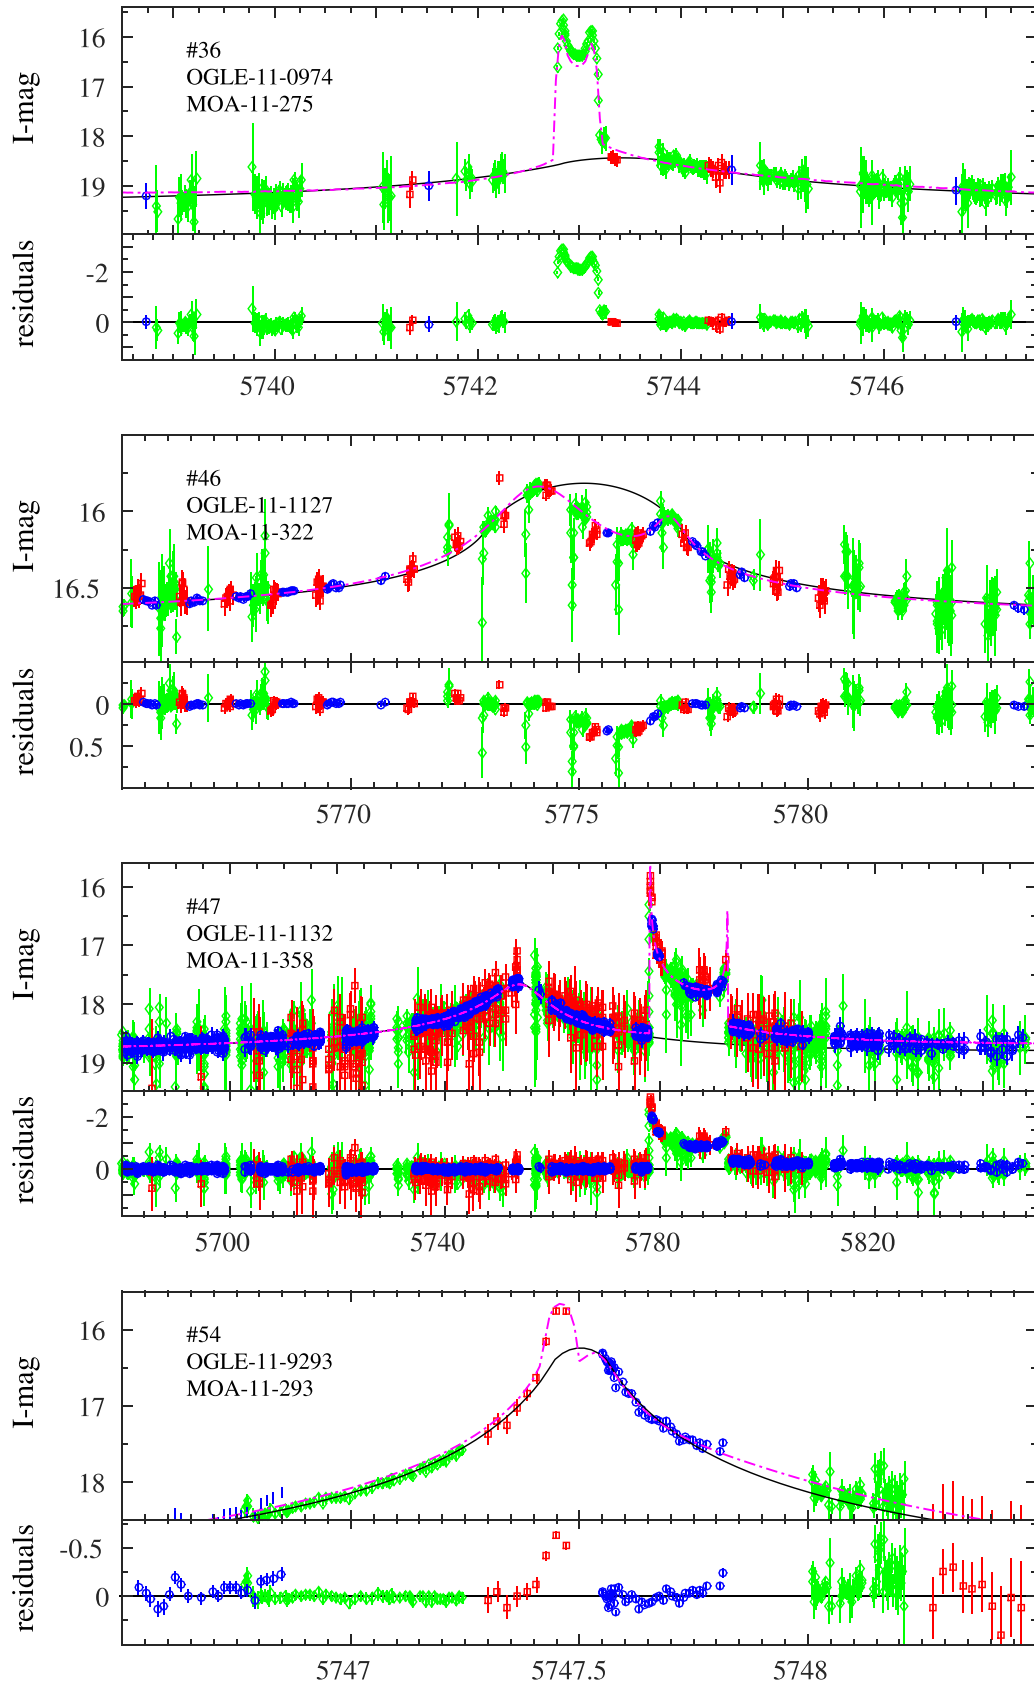 16
17
18
19
I-mag
#36
OGLE-11-0974
MOA-11-275
-2
0
residuals
5740
5742
5744
5746
16
16.5
I-mag
#46
OGLE-11-1127
MOA-11-322
0
0.5
residuals
5770
5775
5780
16
17
18
19
I-mag
#47
OGLE-11-1132
MOA-11-358
-2
0
residuals
5700
5740
5780
5820
16
17
18
I-mag
#54
OGLE-11-9293
MOA-11-293
-0.5
0
residuals
5747
5747.5
5748